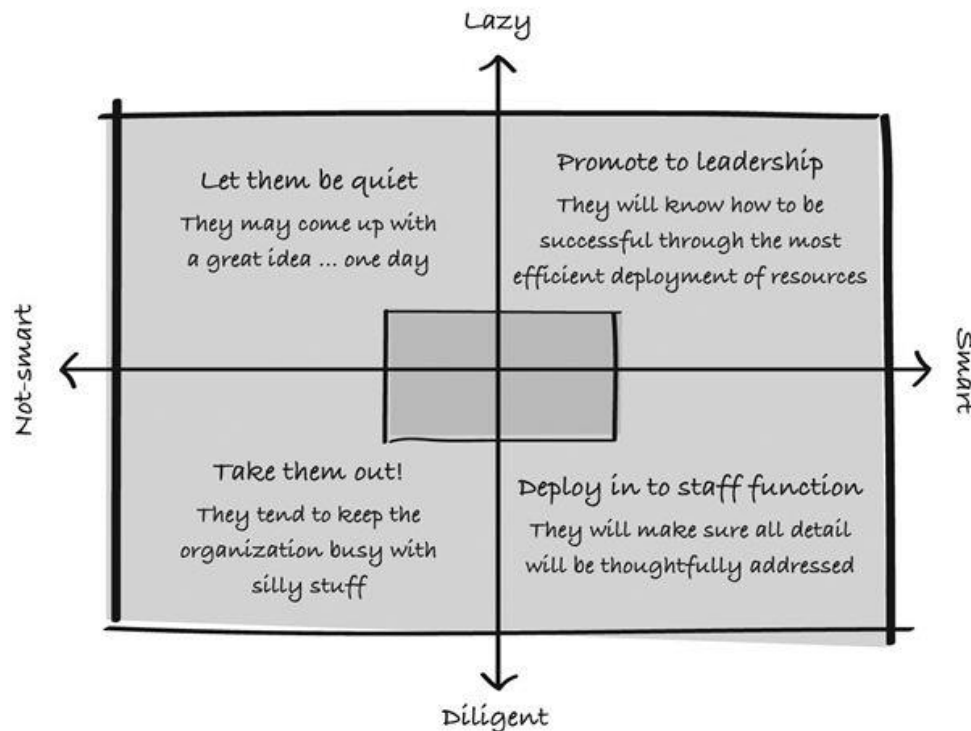 Lazy
Let them be quiet
They may come up with
a great idea ... one day
Promote to leadership
They will know how to be
successful through the most
efficient deployment of resources
Not-smart
Smart
Take them out!
They tend to keep the
organization busy with
silly stuff
Deploy in to staff function
They will make sure all detail
will be thoughtfully addressed
Diligent